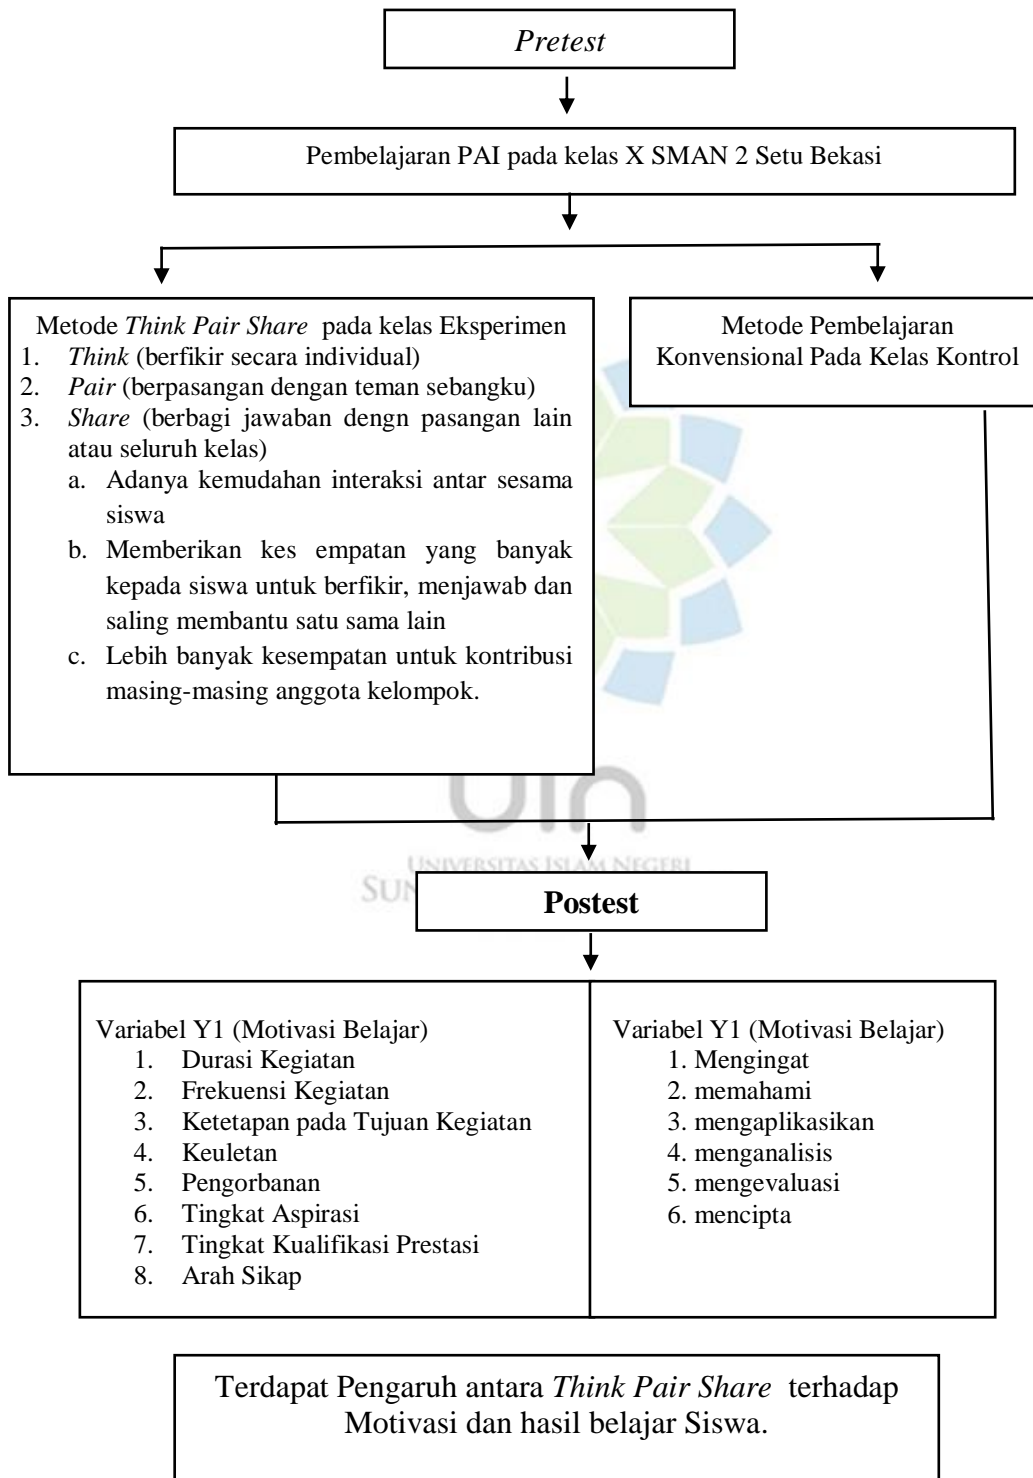 Pretest
Pembelajaran PAI pada kelas X SMAN 2 Setu Bekasi
Metode Think Pair Share pada kelas Eksperimen
1. Think (berfikir secara individual)
2. Pair (berpasangan dengan teman sebangku)
3. Share (berbagi jawaban dengn pasangan lain
atau seluruh kelas)
a. Adanya kemudahan interaksi antar sesama
siswa
b. Memberikan kes empatan yang banyak
kepada siswa untuk berfikir, menjawab dan
saling membantu satu sama lain
c. Lebih banyak kesempatan untuk kontribusi
masing-masing anggota kelompok.
Metode Pembelajaran
Konvensional Pada Kelas Kontrol
uin
UNIVERSITAS ISLAM NEGERI
SUN
Postest
Variabel Y1 (Motivasi Belajar)
1. Durasi Kegiatan
2. Frekuensi Kegiatan
3. Ketetapan pada Tujuan Kegiatan
4. Keuletan
5. Pengorbanan
6. Tingkat Aspirasi
7. Tingkat Kualifikasi Prestasi
8. Arah Sikap
Variabel Y1 (Motivasi Belajar)
1. Mengingat
2. memahami
3. mengaplikasikan
4. menganalisis
5. mengevaluasi
6. mencipta
Terdapat Pengaruh antara Think Pair Share terhadap
Motivasi dan hasil belajar Siswa.